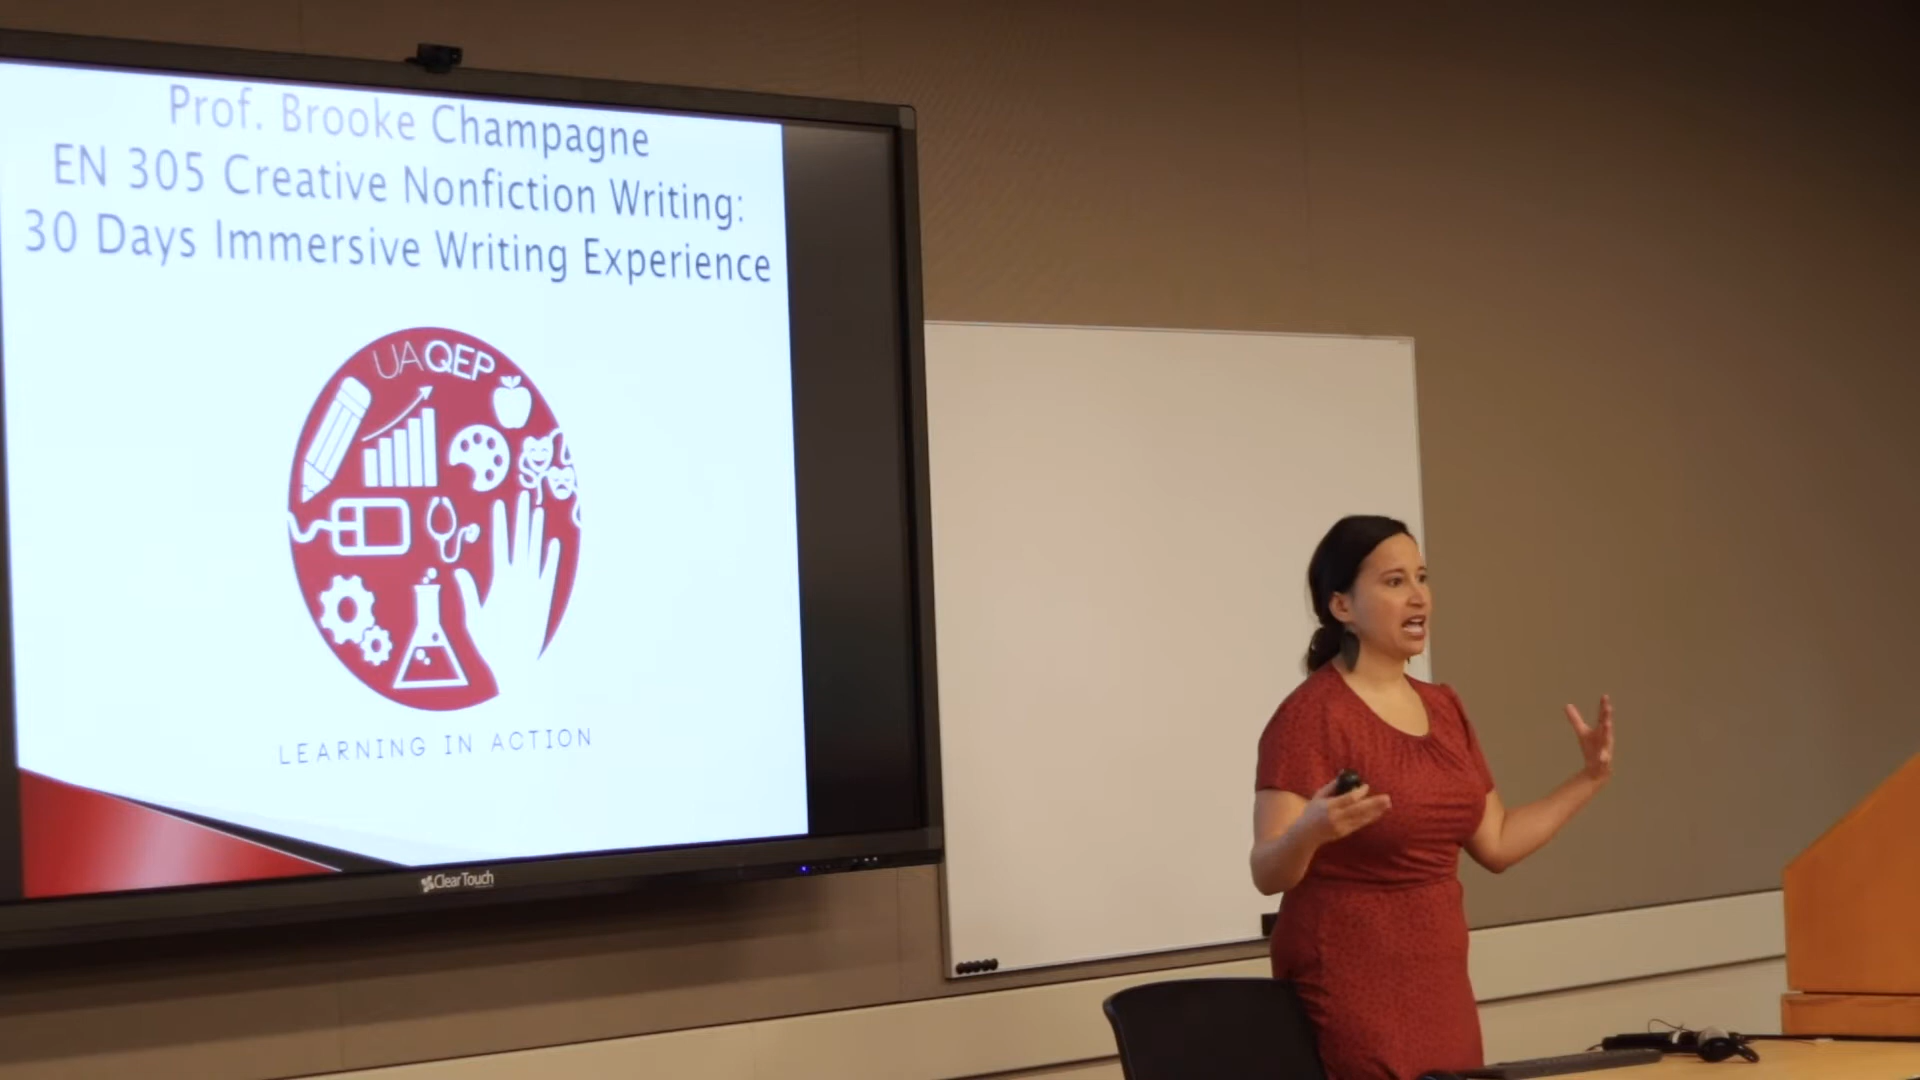 Prof. Brooke Champagne
EN 305 Creative Nonfiction Writing:
30 Days Immersive Writing Experience
UAQEP
LEARNING IN ACTION
ClearTouch